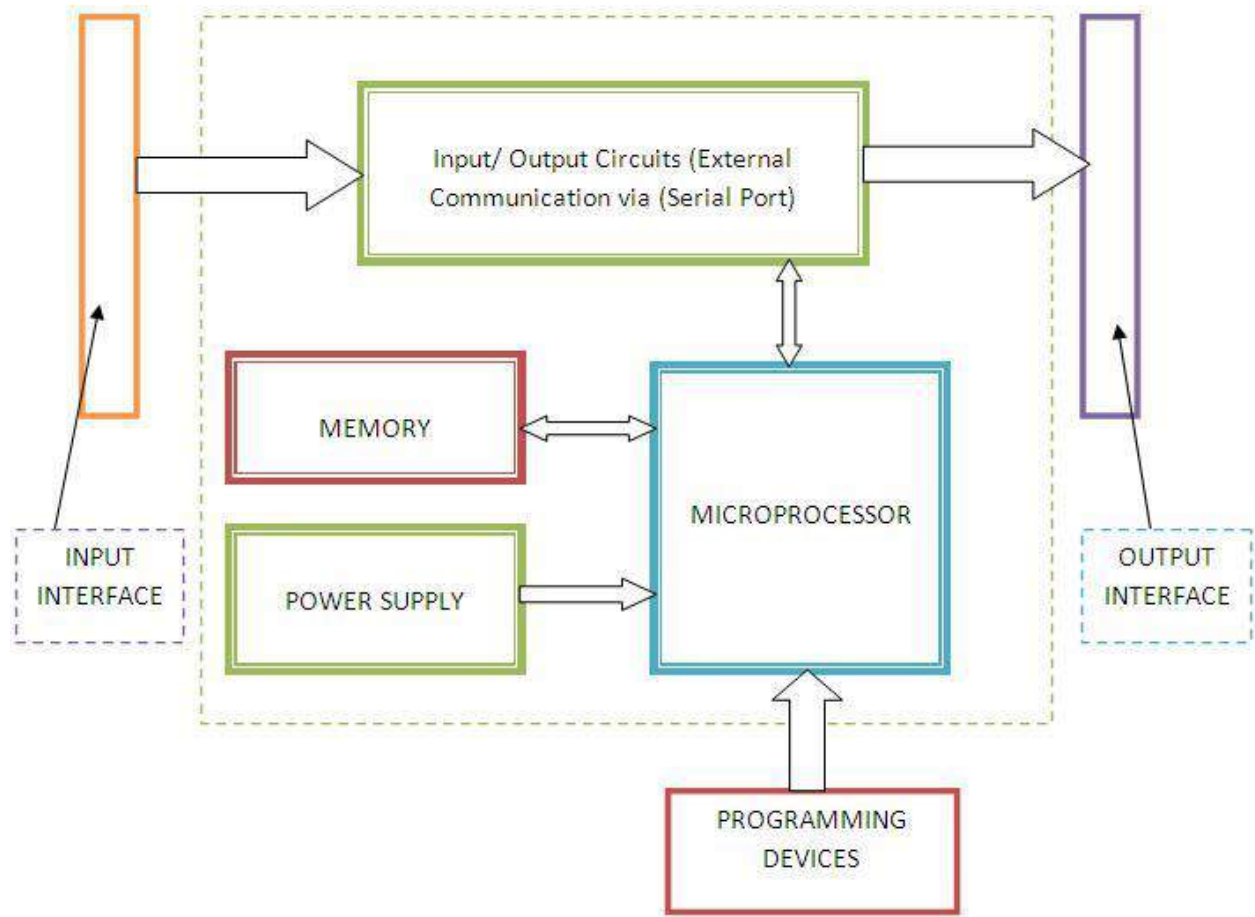 Input/ Output Circuits (External
Communication via (Serial Port)
MEMORY
MICROPROCESSOR
INPUT
INTERFACE
OUTPUT
INTERFACE
POWER SUPPLY
PROGRAMMING
DEVICES